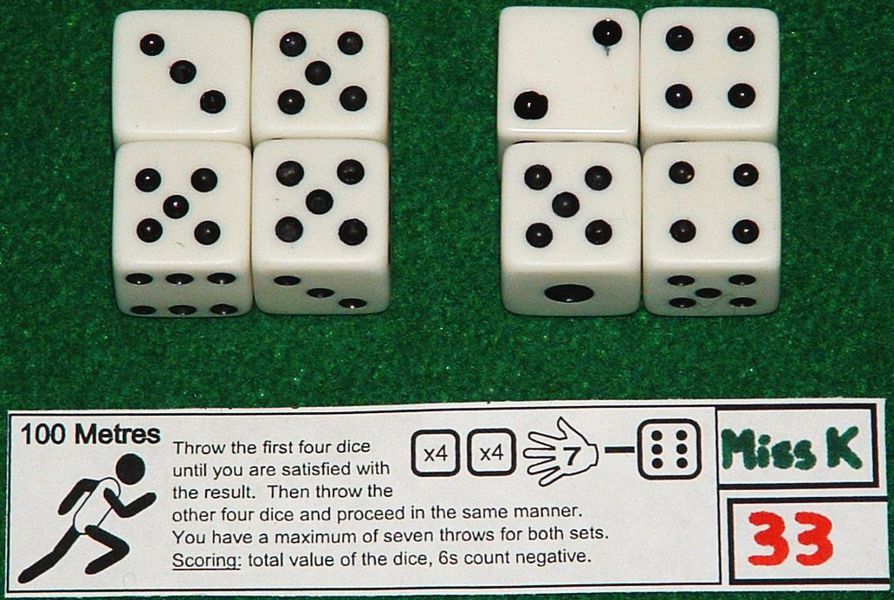 100 Metres
Throw the first four dice
until you are satisfied with
the result. Then throw the
other four dice and proceed in the same manner.
You have a maximum of seven throws for both sets.
Scoring: total value of the dice, 6s count negative.
x4 x4 7
Miss K
33